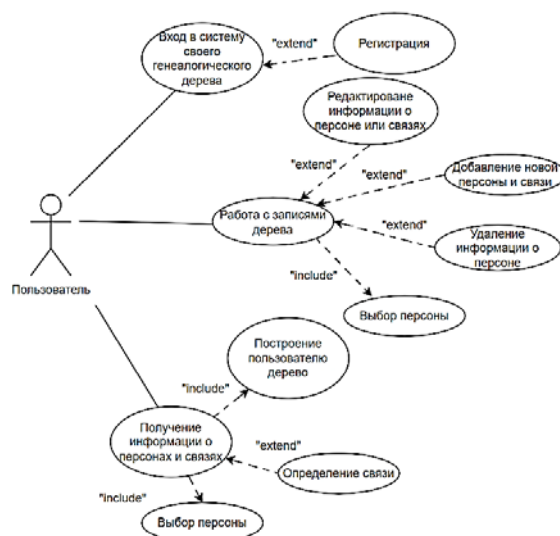 Вход в систему
своего
генеалогического
дерева
"extend"
Регистрация
Редактироване
информации о
персоне или связях
"extend"
"extend"
Добавление новой
персоны и связи
Работа с записями
дерева
"extend"
Удаление
информации о
персоне
"include"
Выбор персоны
Пользователь
Построение
пользователю
дерево
"include"
Получение
информации о
персонах и связях
"extend"
Определение связи
"include"
Выбор персоны